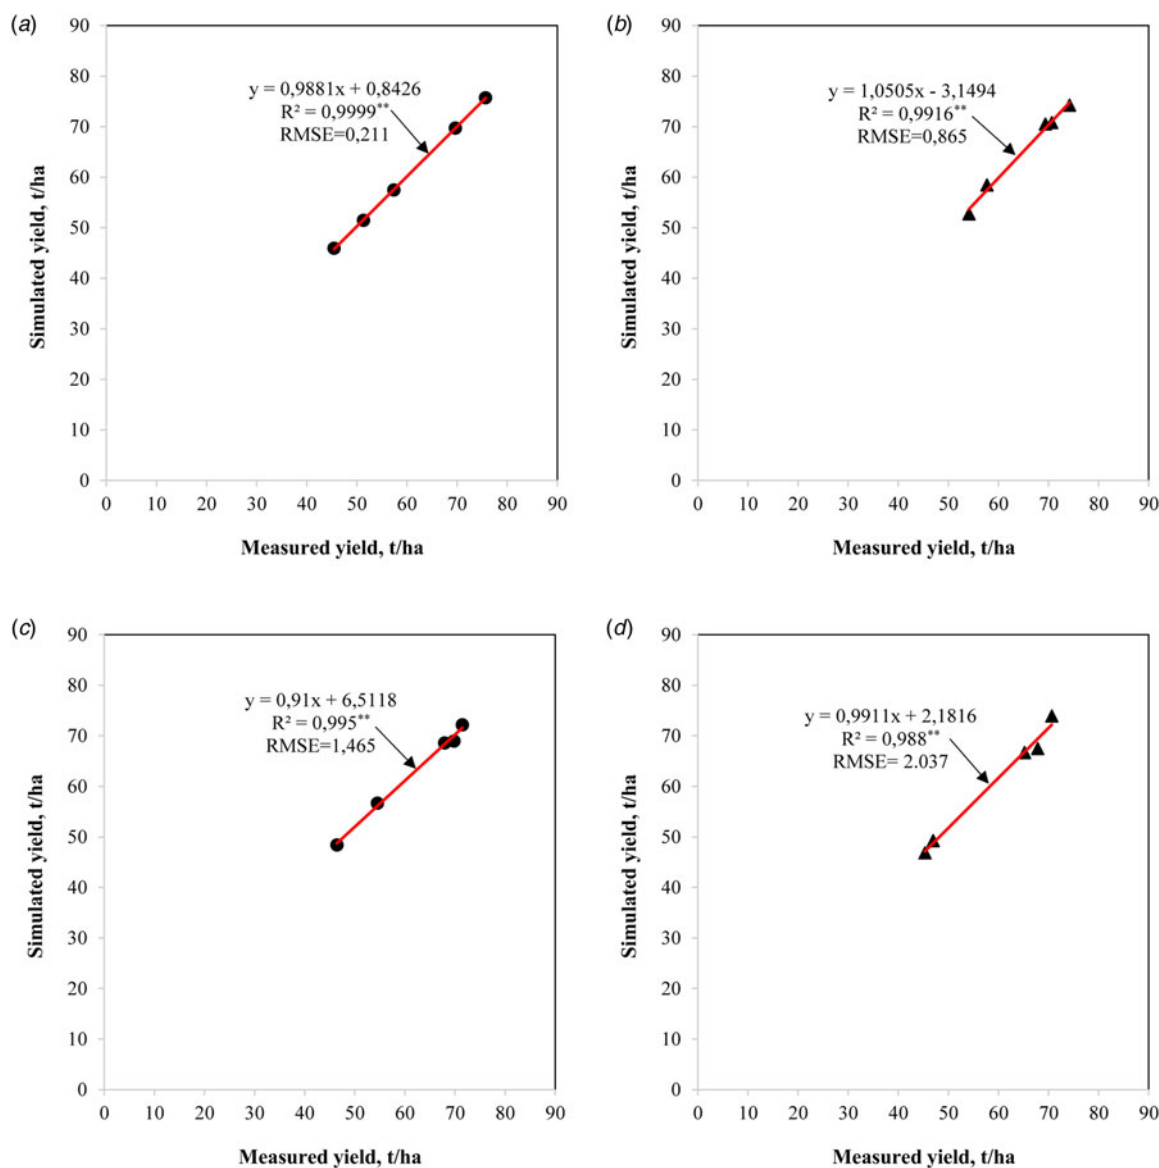 (a)
90
80
70
60
50
40
30
20
10
0
Simulated yield, t/ha
y = 0,9881x + 0,8426
R² = 0,9999**
RMSE=0,211
0 10 20 30 40 50 60 70 80 90
Measured yield, t/ha
(b)
90
80
70
60
50
40
30
20
10
0
Simulated yield, t/ha
y = 1,0505x - 3,1494
R² = 0,9916**
RMSE=0,865
0 10 20 30 40 50 60 70 80 90
Measured yield, t/ha
(c)
90
80
70
60
50
40
30
20
10
0
Simulated yield, t/ha
y = 0,91x + 6,5118
R² = 0,995**
RMSE=1,465
0 10 20 30 40 50 60 70 80 90
Measured yield, t/ha
(d)
90
80
70
60
50
40
30
20
10
0
Simulated yield, t/ha
y = 0,9911x + 2,1816
R² = 0,988**
RMSE= 2.037
0 10 20 30 40 50 60 70 80 90
Measured yield, t/ha